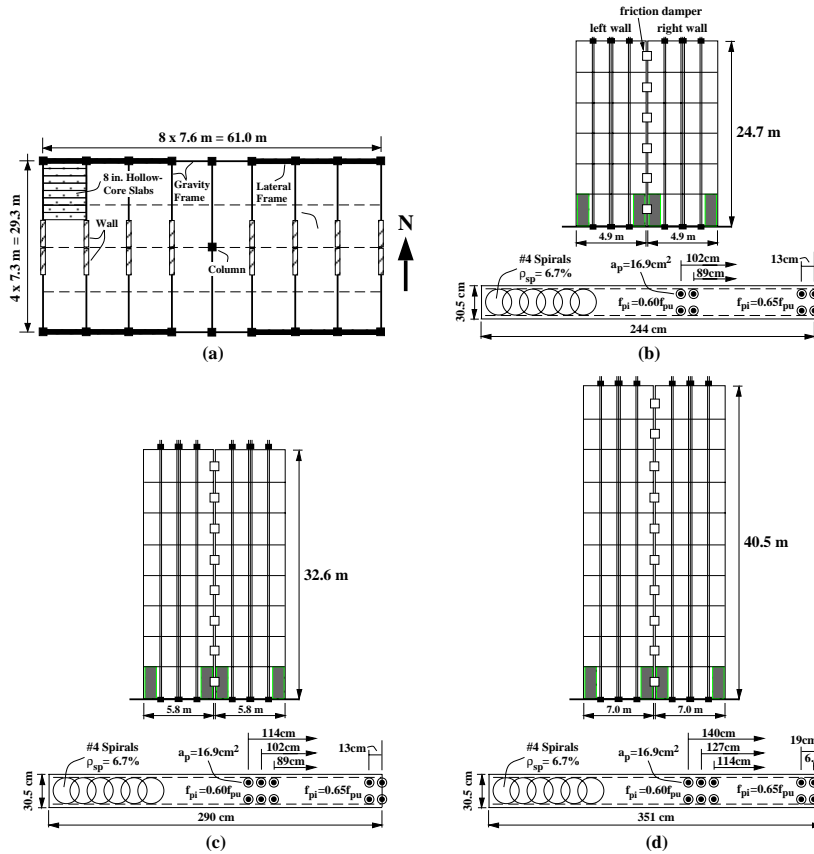 friction damper
left wall right wall
24.7 m
4.9 m 4.9 m
#4 Spirals
ρsp = 6.7%
ap=16.9cm2
102cm
89cm
13cm
fpi=0.60fpu
fpi=0.65fpu
30.5 cm
244 cm
(b)
8 x 7.6 m = 61.0 m
4 x 7.3 m = 29.3 m
8 in. Hollow-
Core Slabs
Gravity
Frame
Lateral
Frame
Wall
Column
N
(a)
32.6 m
5.8 m 5.8 m
#4 Spirals
ρsp = 6.7%
ap=16.9cm2
114cm
102cm
89cm
13cm
fpi=0.60fpu
fpi=0.65fpu
30.5 cm
290 cm
(c)
40.5 m
7.0 m 7.0 m
#4 Spirals
ρsp = 6.7%
ap=16.9cm2
140cm
127cm
114cm
19cm
fpi=0.60fpu
fpi=0.65fpu
30.5 cm
351 cm
(d)